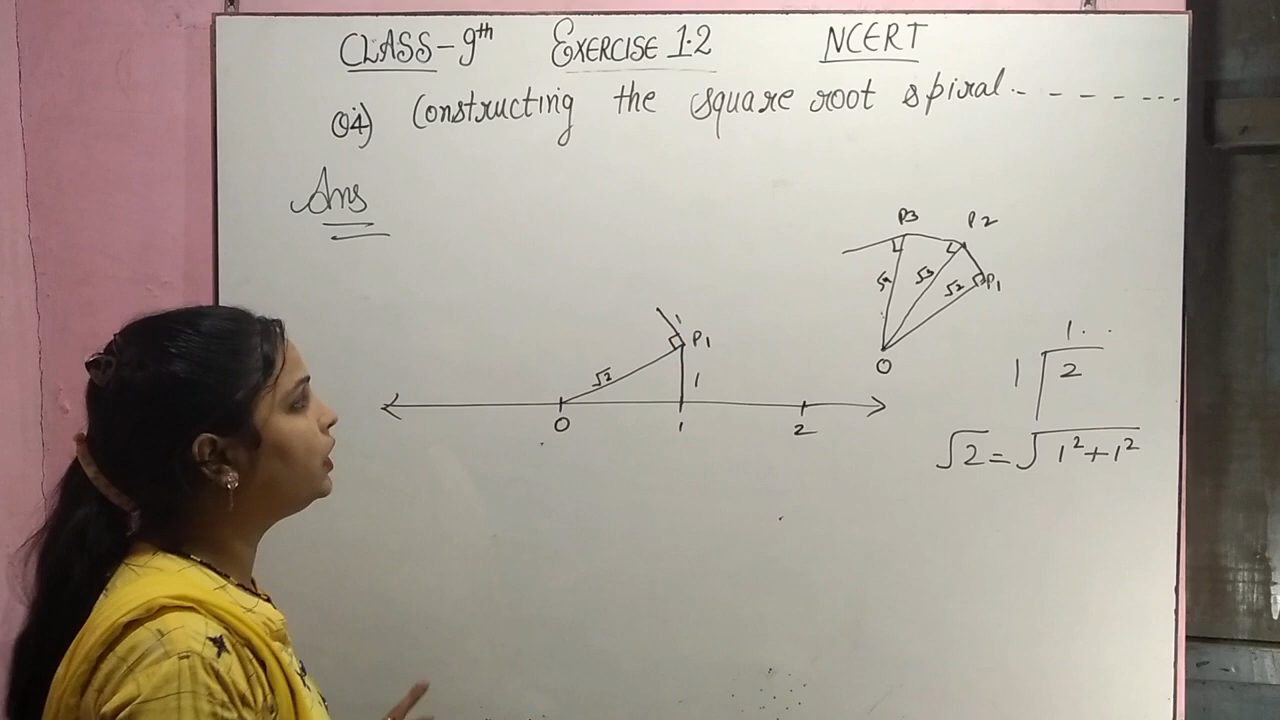 CLASS-9th EXERCISE 1.2 NCERT
Q4) Constructing the square root spiral.-------...
Ans
P3 P2
√4 √3 √2 P1
O
P1
√2 1
O 1 2
1..
1 2
√2=√1²+1²